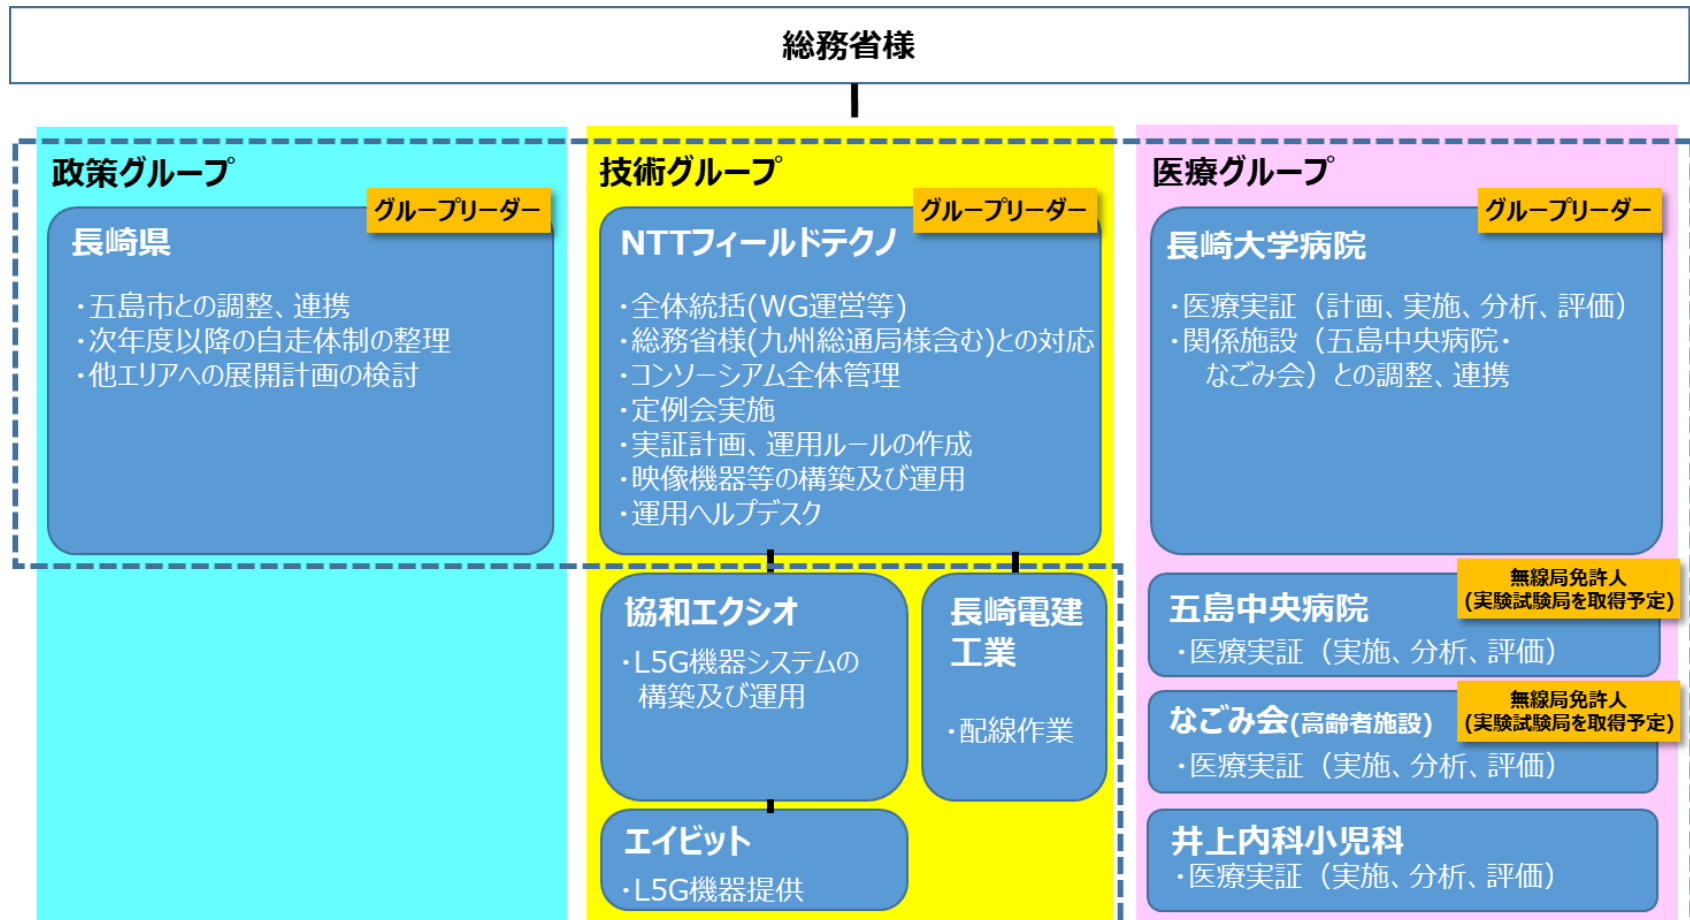 総務省様
政策グループ
グループリーダー
長崎県
・五島市との調整、連携
・次年度以降の自走体制の整理
・他エリアへの展開計画の検討
技術グループ
グループリーダー
NTTフィールドテクノ
・全体統括(WG運営等)
・総務省様(九州総通局様含む)との対応
・コンソーシアム全体管理
・定例会実施
・実証計画、運用ルールの作成
・映像機器等の構築及び運用
・運用ヘルプデスク
協和エクシオ
・L5G機器システムの
構築及び運用
長崎電建
工業
・配線作業
エイビット
・L5G機器提供
医療グループ
グループリーダー
長崎大学病院
・医療実証（計画、実施、分析、評価）
・関係施設（五島中央病院・
なごみ会）との調整、連携
無線局免許人
(実験試験局を取得予定)
五島中央病院
・医療実証（実施、分析、評価）
無線局免許人
(実験試験局を取得予定)
なごみ会(高齢者施設)
・医療実証（実施、分析、評価）
井上内科小児科
・医療実証（実施、分析、評価）